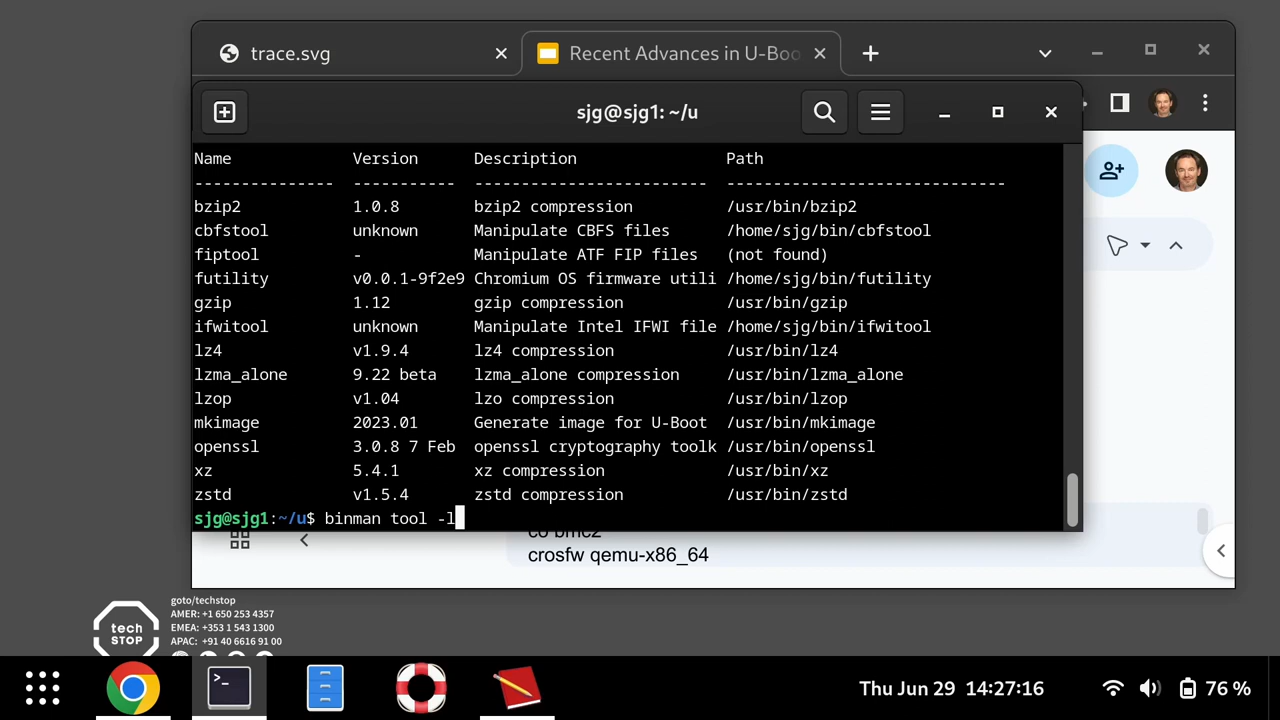 trace.svg
Recent Advances in U-Boo
sjg@sjg1: ~/u
Name Version Description Path
--------------- ----------- ------------------------- ------------------------------
bzip2 1.0.8 bzip2 compression /usr/bin/bzip2
cbfstool unknown Manipulate CBFS files /home/sjg/bin/cbfstool
fiptool - Manipulate ATF FIP files (not found)
futility v0.0.1-9f2e9 Chromium OS firmware utili /home/sjg/bin/futility
gzip 1.12 gzip compression /usr/bin/gzip
ifwitool unknown Manipulate Intel IFWI file /home/sjg/bin/ifwitool
lz4 v1.9.4 lz4 compression /usr/bin/lz4
lzma_alone 9.22 beta lzma_alone compression /usr/bin/lzma_alone
lzop v1.04 lzo compression /usr/bin/lzop
mkimage 2023.01 Generate image for U-Boot /usr/bin/mkimage
openssl 3.0.8 7 Feb openssl cryptography toolk /usr/bin/openssl
xz 5.4.1 xz compression /usr/bin/xz
zstd v1.5.4 zstd compression /usr/bin/zstd
sjg@sjg1:~/u$ binman tool -l
co bmc2
crosfw qemu-x86_64
tech
STOP
goto/techstop
AMER: +1 650 253 4357
EMEA: +353 1 543 1300
APAC: +91 40 6616 91 00
Thu Jun 29 14:27:16
76 %